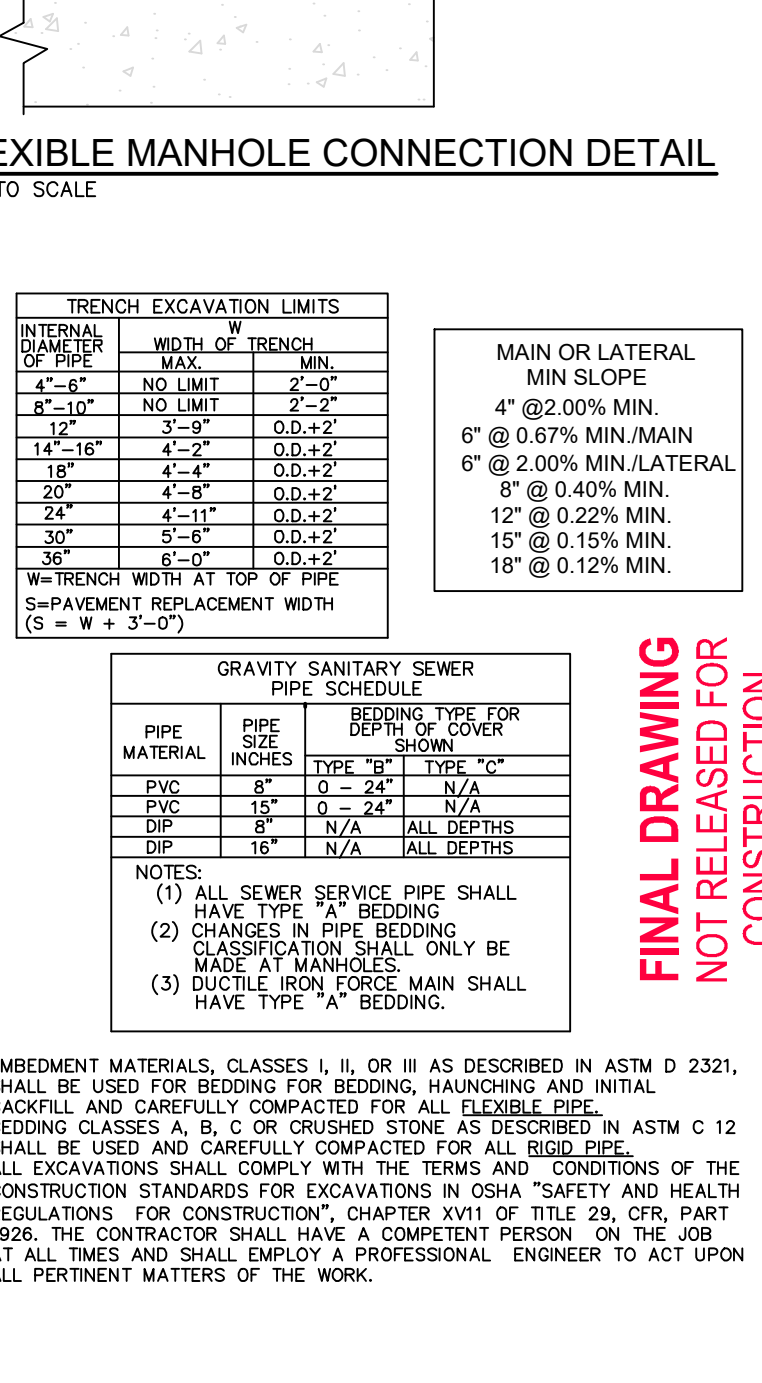 EXIBLE MANHOLE CONNECTION DETAIL
TO SCALE
TRENCH EXCAVATION LIMITS
INTERNAL DIAMETER OF PIPE
W
WIDTH OF TRENCH
MAX. MIN.
4"–6" NO LIMIT 2'–0"
8"–10" NO LIMIT 2'–2"
12" 3'–9" O.D.+2'
14"–16" 4'–2" O.D.+2'
18" 4'–4" O.D.+2'
20" 4'–8" O.D.+2'
24" 4'–11" O.D.+2'
30" 5'–6" O.D.+2'
36" 6'–0" O.D.+2'
W=TRENCH WIDTH AT TOP OF PIPE
S=PAVEMENT REPLACEMENT WIDTH
(S = W + 3'–0")
MAIN OR LATERAL
MIN SLOPE
4" @2.00% MIN.
6" @ 0.67% MIN./MAIN
6" @ 2.00% MIN./LATERAL
8" @ 0.40% MIN.
12" @ 0.22% MIN.
15" @ 0.15% MIN.
18" @ 0.12% MIN.
GRAVITY SANITARY SEWER
PIPE SCHEDULE
PIPE
MATERIAL
PIPE
SIZE
INCHES
BEDDING TYPE FOR
DEPTH OF COVER
SHOWN
TYPE "B" TYPE "C"
PVC 8" 0 – 24" N/A
PVC 15" 0 – 24" N/A
DIP 8" N/A ALL DEPTHS
DIP 16" N/A ALL DEPTHS
NOTES:
(1) ALL SEWER SERVICE PIPE SHALL
HAVE TYPE "A" BEDDING
(2) CHANGES IN PIPE BEDDING
CLASSIFICATION SHALL ONLY BE
MADE AT MANHOLES.
(3) DUCTILE IRON FORCE MAIN SHALL
HAVE TYPE "A" BEDDING.
FINAL DRAWING
NOT RELEASED FOR
CONSTRUCTION
MBEDMENT MATERIALS, CLASSES I, II, OR III AS DESCRIBED IN ASTM D 2321,
HALL BE USED FOR BEDDING FOR BEDDING, HAUNCHING AND INITIAL
ACKFILL AND CAREFULLY COMPACTED FOR ALL FLEXIBLE PIPE.
EDDING CLASSES A, B, C OR CRUSHED STONE AS DESCRIBED IN ASTM C 12
HALL BE USED AND CAREFULLY COMPACTED FOR ALL RIGID PIPE.
LL EXCAVATIONS SHALL COMPLY WITH THE TERMS AND CONDITIONS OF THE
ONSTRUCTION STANDARDS FOR EXCAVATIONS IN OSHA "SAFETY AND HEALTH
EGULATIONS FOR CONSTRUCTION", CHAPTER XV11 OF TITLE 29, CFR, PART
926. THE CONTRACTOR SHALL HAVE A COMPETENT PERSON ON THE JOB
AT ALL TIMES AND SHALL EMPLOY A PROFESSIONAL ENGINEER TO ACT UPON
LL PERTINENT MATTERS OF THE WORK.